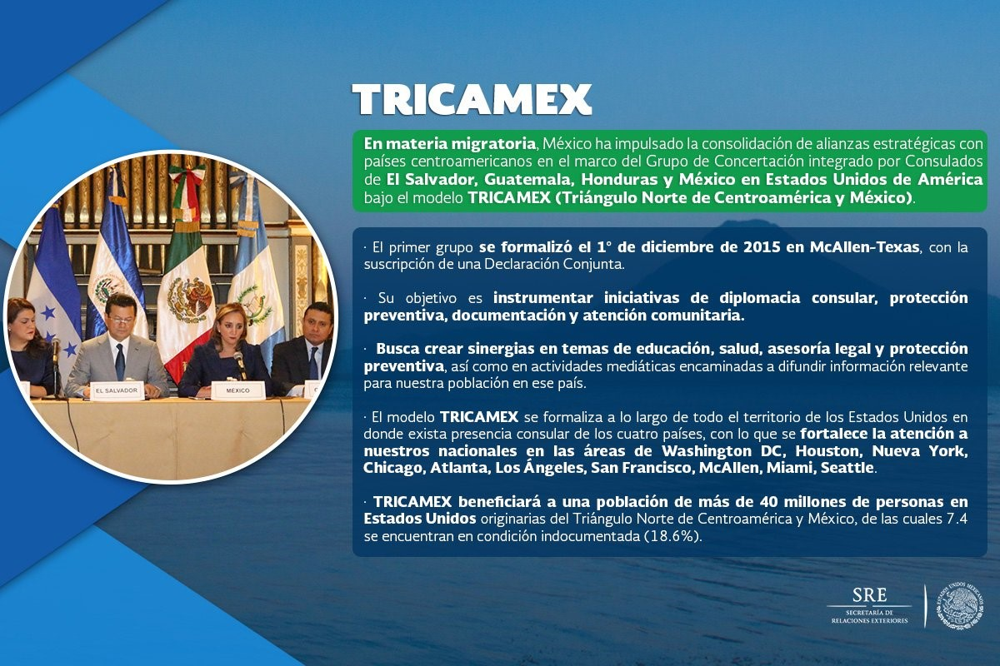 TRICAMEX
En materia migratoria, México ha impulsado la consolidación de alianzas estratégicas con
países centroamericanos en el marco del Grupo de Concertación integrado por Consulados
de El Salvador, Guatemala, Honduras y México en Estados Unidos de América
bajo el modelo TRICAMEX (Triángulo Norte de Centroamérica y México).
· El primer grupo se formalizó el 1° de diciembre de 2015 en McAllen-Texas, con la
suscripción de una Declaración Conjunta.
· Su objetivo es instrumentar iniciativas de diplomacia consular, protección
preventiva, documentación y atención comunitaria.
· Busca crear sinergias en temas de educación, salud, asesoría legal y protección
preventiva, así como en actividades mediáticas encaminadas a difundir información relevante
para nuestra población en ese país.
· El modelo TRICAMEX se formaliza a lo largo de todo el territorio de los Estados Unidos en
donde exista presencia consular de los cuatro países, con lo que se fortalece la atención a
nuestros nacionales en las áreas de Washington DC, Houston, Nueva York,
Chicago, Atlanta, Los Ángeles, San Francisco, McAllen, Miami, Seattle.
· TRICAMEX beneficiará a una población de más de 40 millones de personas en
Estados Unidos originarias del Triángulo Norte de Centroamérica y México, de las cuales 7.4
se encuentran en condición indocumentada (18.6%).
EL SALVADOR
MÉXICO
SRE
SECRETARÍA DE
RELACIONES EXTERIORES
ESTADOS UNIDOS MEXICANOS